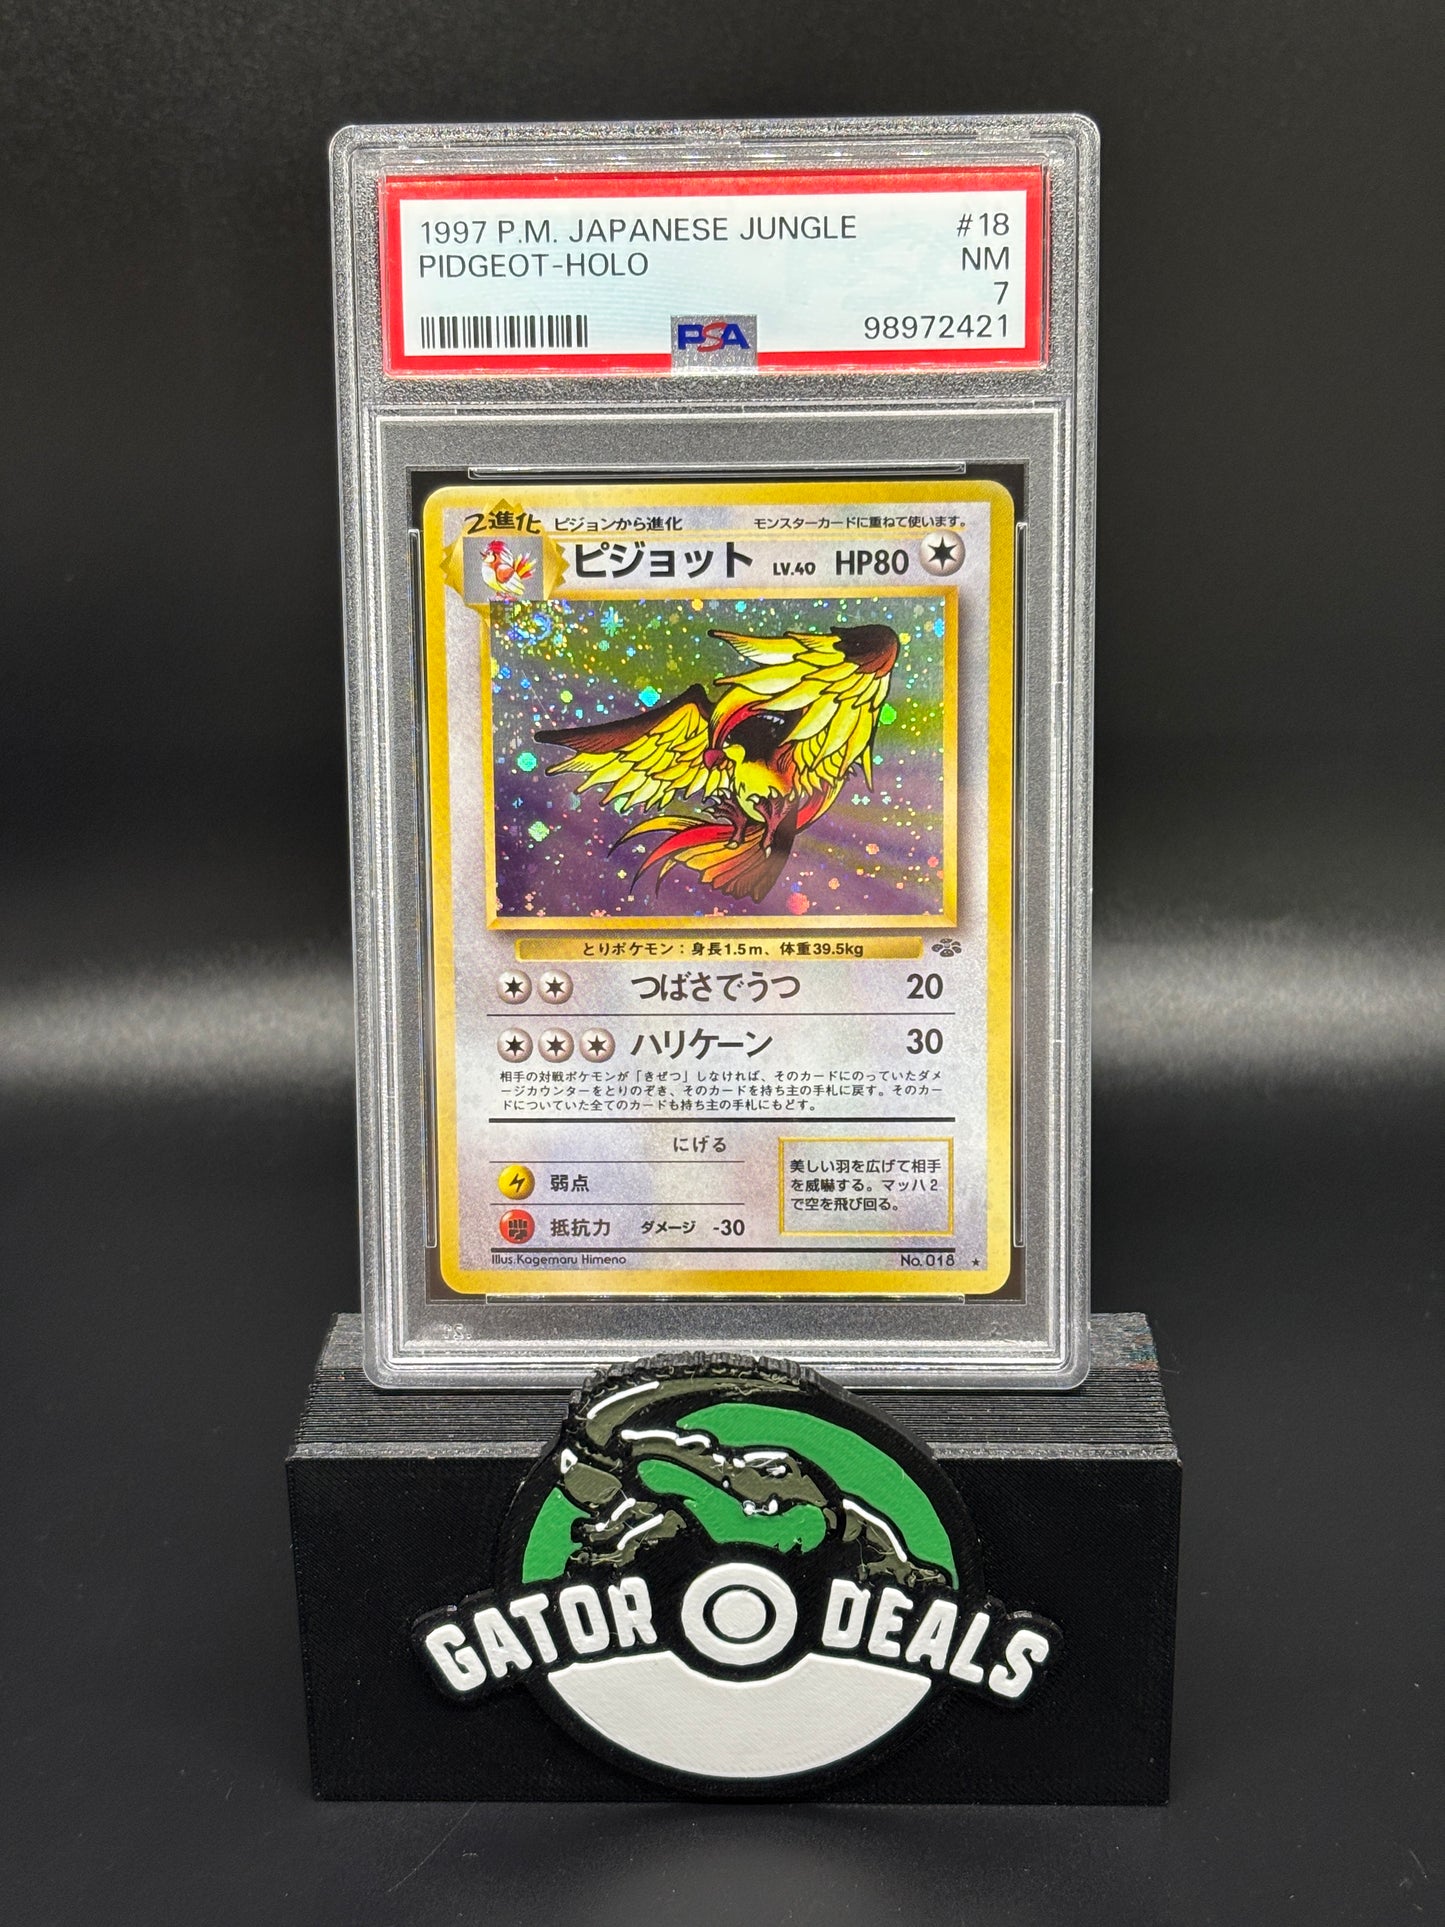 1997 P.M. JAPANESE JUNGLE #18
PIDGEOT-HOLO NM
7
PSA 98972421
2進化 ピジョンから進化 モンスターカードに重ねて使います。
ピジョット LV.40 HP80
とりポケモン：身長1.5m、体重39.5kg
つばさでうつ 20
ハリケーン 30
相手の対戦ポケモンが「きぜつ」しなければ、そのカードにのっていたダメ
ージカウンターをとりのぞき、そのカードを持ち主の手札に戻す。そのカー
ドについていた全てのカードも持ち主の手札にもどす。
にげる
弱点
抵抗力 ダメージ -30
美しい羽を広げて相手
を威嚇する。マッハ2
で空を飛び回る。
Illus.Kagemaru Himeno No.018 ★
GATOR DEALS